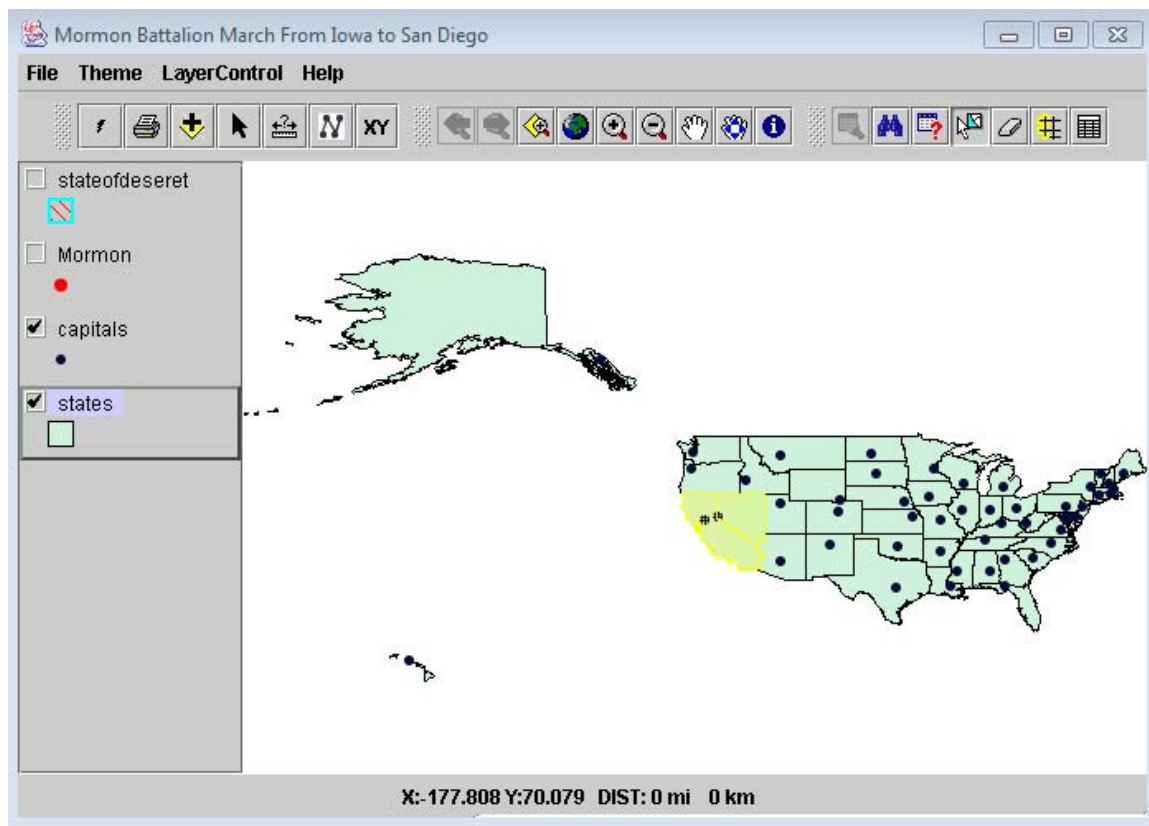 Mormon Battalion March From Iowa to San Diego
File Theme LayerControl Help
XY
stateofdeseret
Mormon
capitals
states
X:-177.808 Y:70.079 DIST: 0 mi 0 km